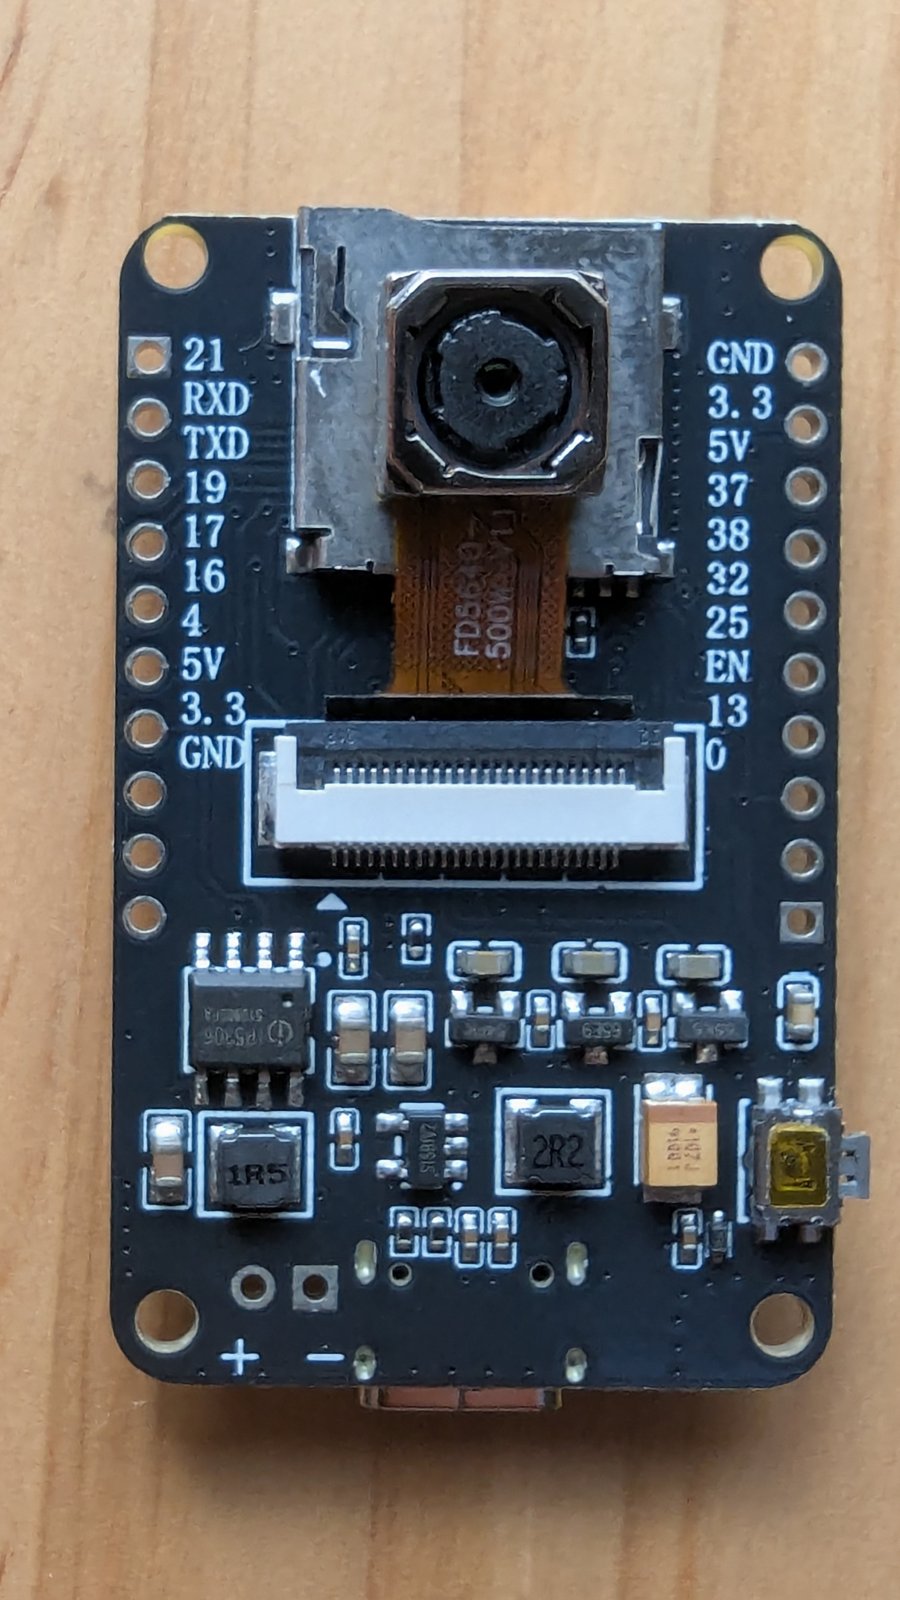 21
RXD
TXD
19
17
16
4
5V
3.3
GND
GND
3.3
5V
37
38
32
25
EN
13
0
FD5640-
500W
IP5306
1R5
2R2
+
-